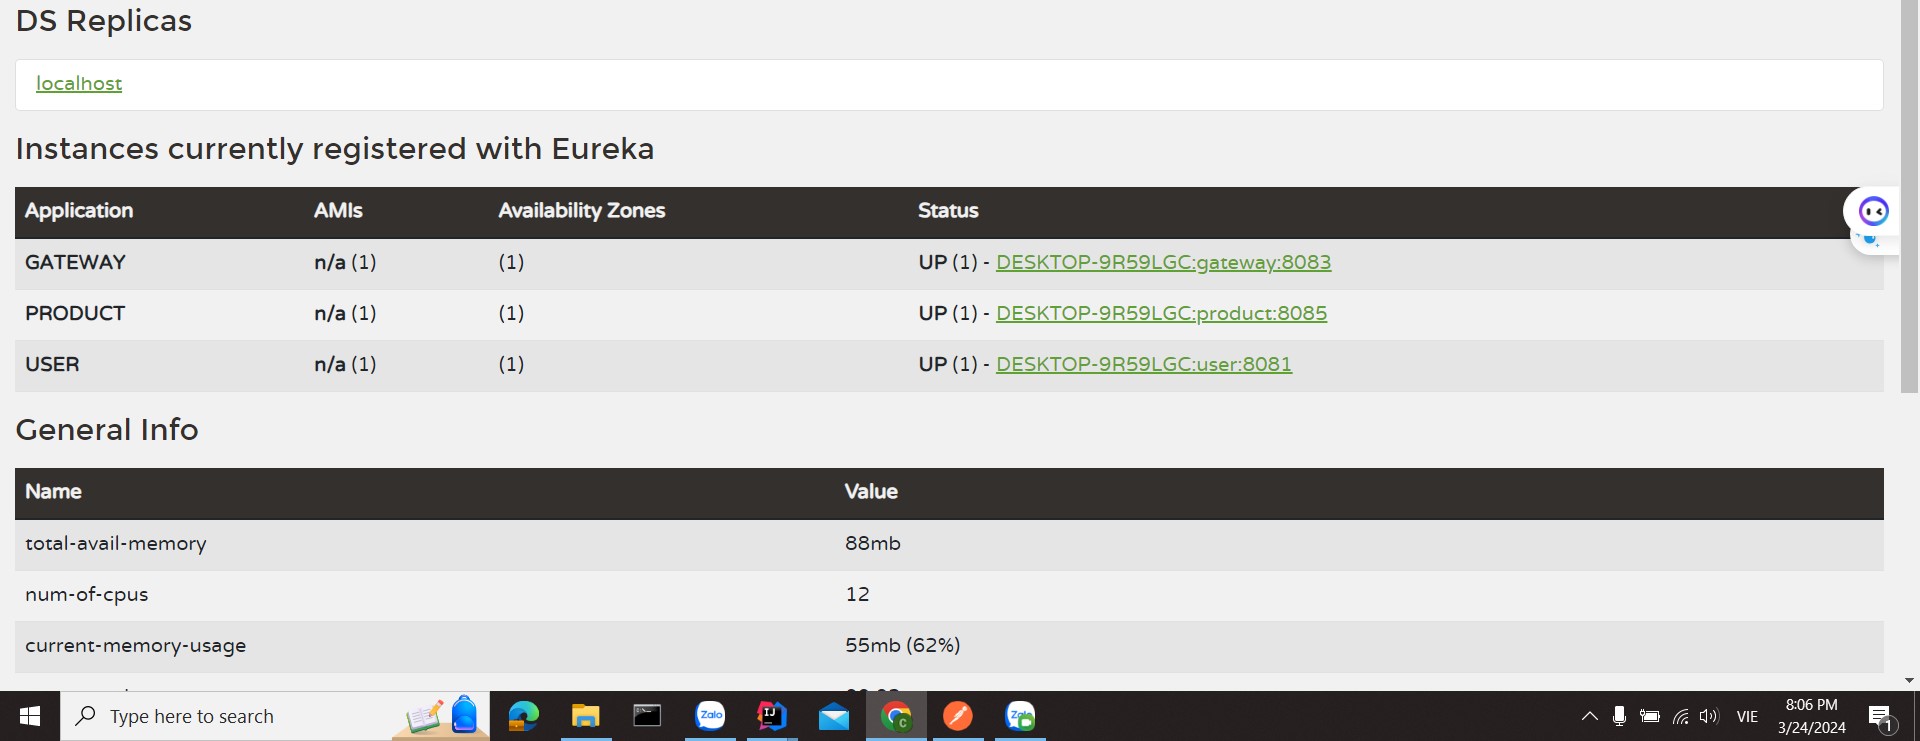 DS Replicas
localhost
Instances currently registered with Eureka
Application AMIs Availability Zones Status
GATEWAY n/a (1) (1) UP (1) - DESKTOP-9R59LGC:gateway:8083
PRODUCT n/a (1) (1) UP (1) - DESKTOP-9R59LGC:product:8085
USER n/a (1) (1) UP (1) - DESKTOP-9R59LGC:user:8081
General Info
Name Value
total-avail-memory 88mb
num-of-cpus 12
current-memory-usage 55mb (62%)
Type here to search
Zalo
IJ
C
VIE
8:06 PM
3/24/2024
1